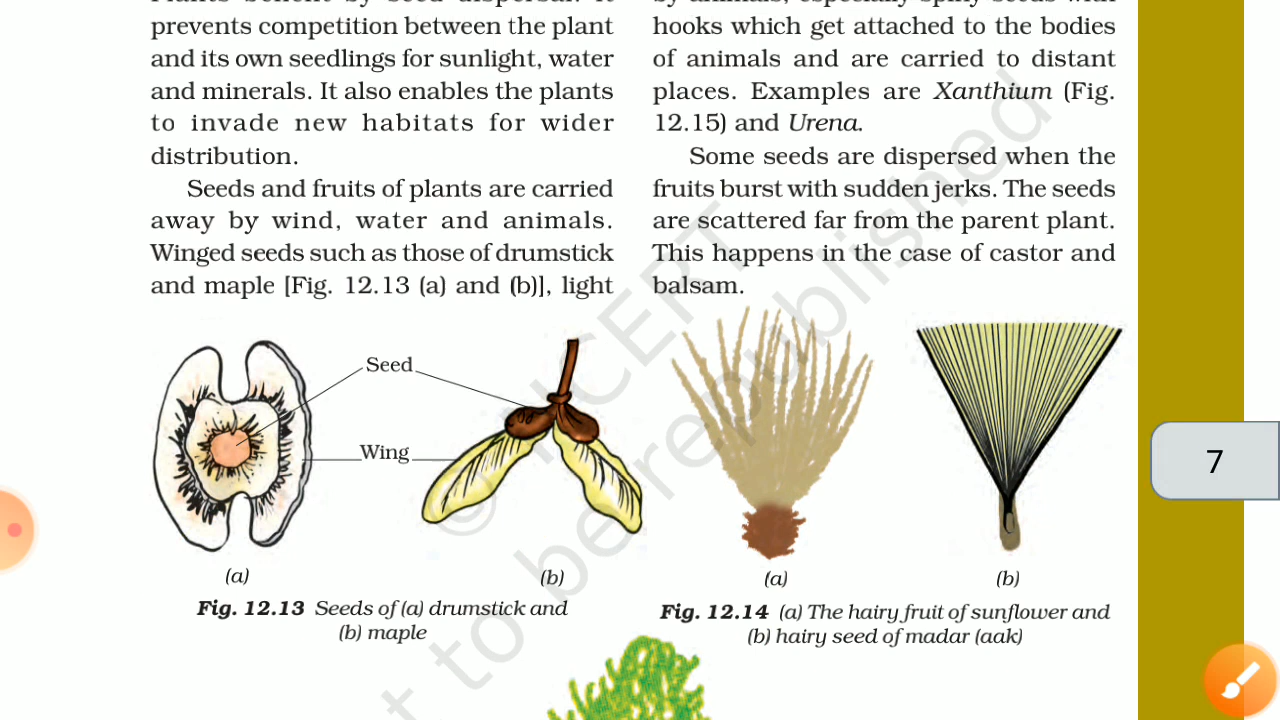 prevents competition between the plant
and its own seedlings for sunlight, water
and minerals. It also enables the plants
to invade new habitats for wider
distribution.
Seeds and fruits of plants are carried
away by wind, water and animals.
Winged seeds such as those of drumstick
and maple [Fig. 12.13 (a) and (b)], light
hooks which get attached to the bodies
of animals and are carried to distant
places. Examples are Xanthium (Fig.
12.15) and Urena.
Some seeds are dispersed when the
fruits burst with sudden jerks. The seeds
are scattered far from the parent plant.
This happens in the case of castor and
balsam.
Seed
Wing
(a)
(b)
Fig. 12.13 Seeds of (a) drumstick and
(b) maple
(a)
(b)
Fig. 12.14 (a) The hairy fruit of sunflower and
(b) hairy seed of madar (aak)
© NCERT
to be republished
7